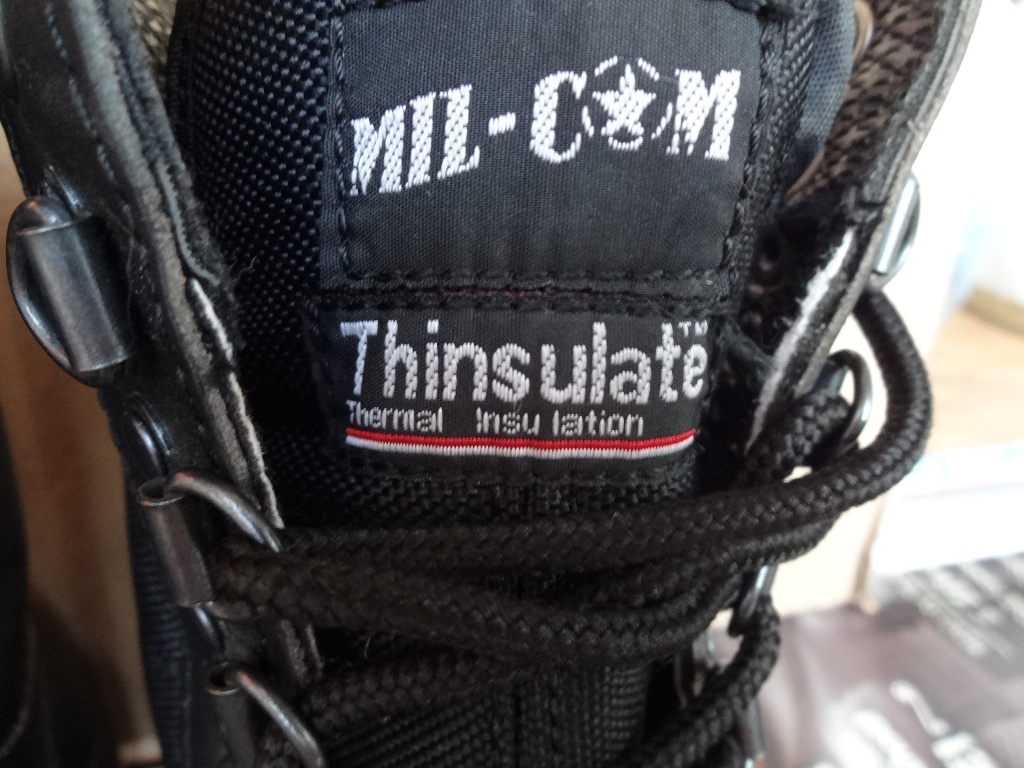 MIL-COM
Thinsulate™
Thermal Insulation